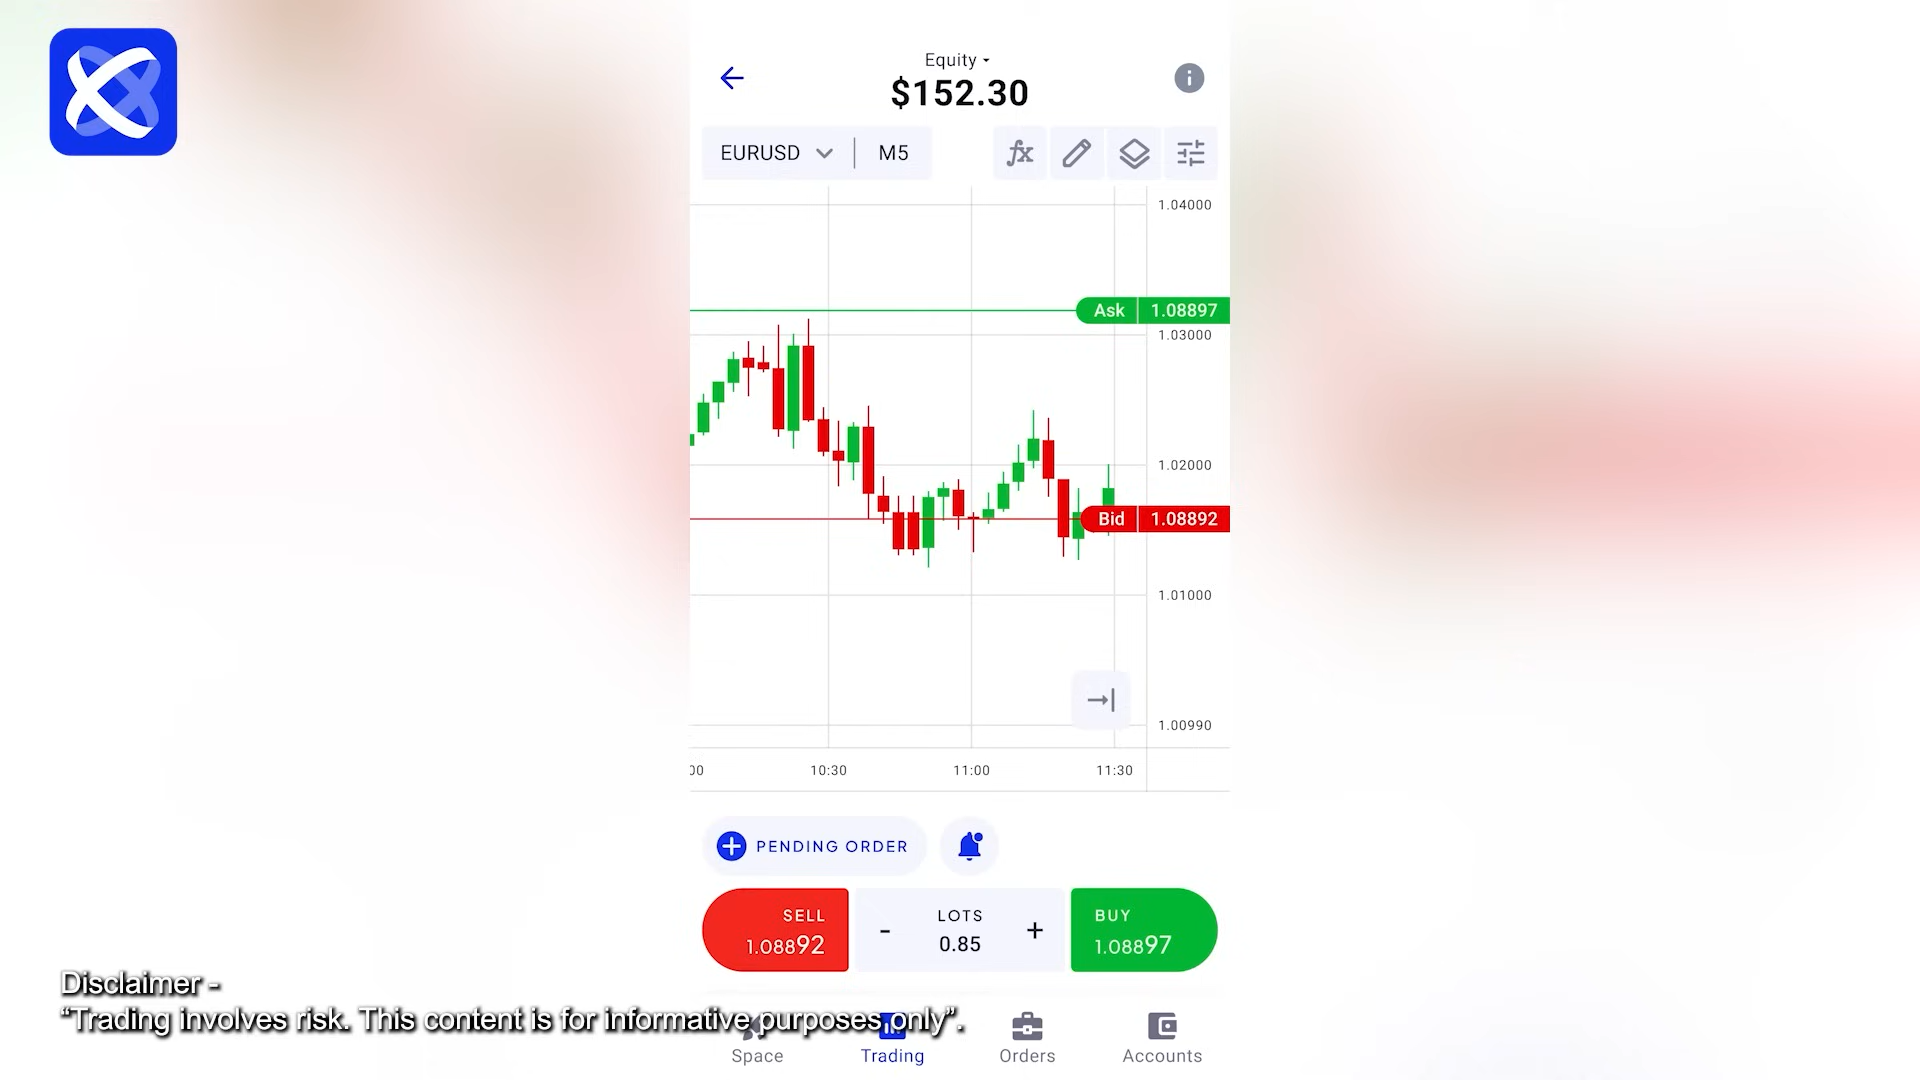 Equity
$152.30
EURUSD M5
1.04000
Ask 1.08897
1.03000
1.02000
Bid 1.08892
1.01000
1.00990
00 10:30 11:00 11:30
PENDING ORDER
SELL LOTS BUY
1.08892 - 0.85 + 1.08897
Disclaimer -
“Trading involves risk. This content is for informative purposes only”.
Space Trading Orders Accounts